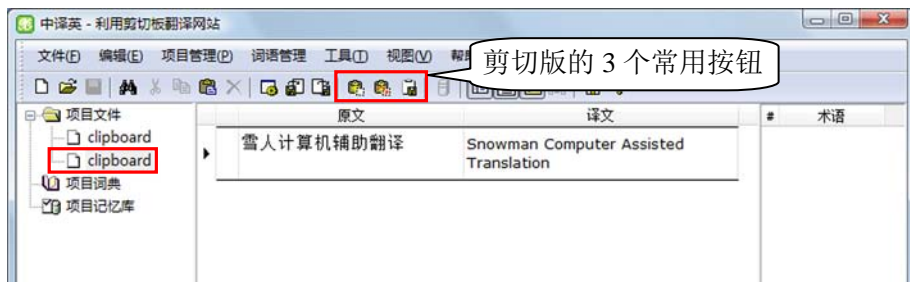 中译英 - 利用剪切板翻译网站
文件(F) 编辑(E) 项目管理(P) 词语管理 工具(T) 视图(V) 帮
剪切版的 3 个常用按钮
项目文件
clipboard
clipboard
项目词典
项目记忆库
原文 译文
雪人计算机辅助翻译 Snowman Computer Assisted
Translation
# 术语